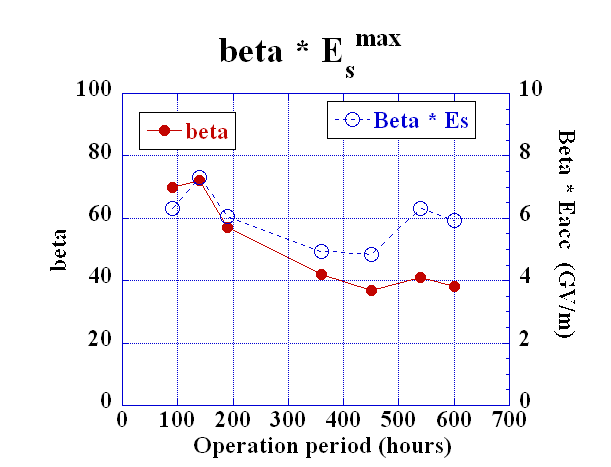 beta * Es max
100
80
60
40
20
0
beta
beta
Beta * Es
10
8
6
4
2
0
Beta * Eacc (GV/m)
0 100 200 300 400 500 600 700
Operation period (hours)